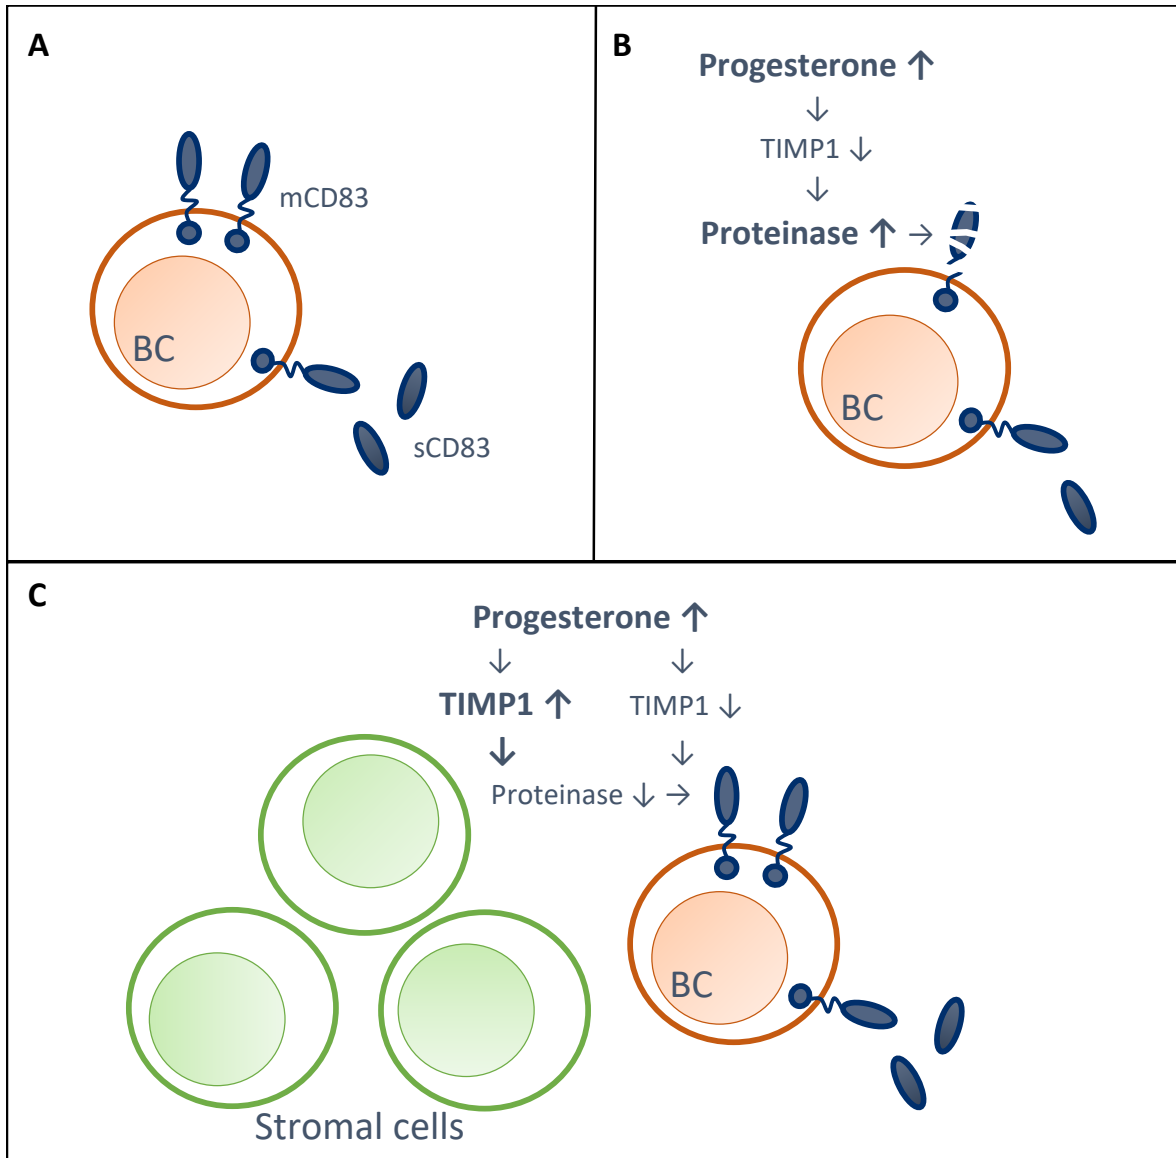 A
mCD83
BC
sCD83
B
Progesterone ↑
↓
TIMP1 ↓
↓
Proteinase ↑ →
BC
C
Progesterone ↑
↓ ↓
TIMP1 ↑ TIMP1 ↓
↓ ↓
Proteinase ↓ →
BC
Stromal cells